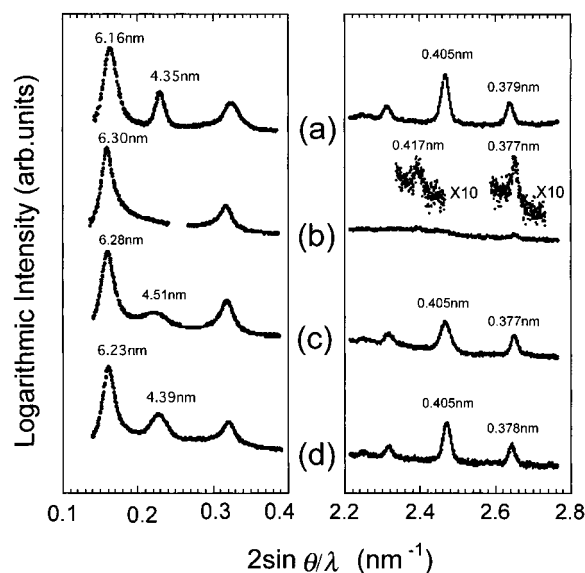 Logarithmic Intensity (arb.units)
6.16nm
4.35nm
0.405nm
0.379nm
(a)
6.30nm
0.417nm
0.377nm
X10
X10
(b)
6.28nm
4.51nm
0.405nm
0.377nm
(c)
6.23nm
4.39nm
0.405nm
0.378nm
(d)
0.1 0.2 0.3 0.4 2.2 2.4 2.6 2.8
2sin θ/λ (nm⁻¹)